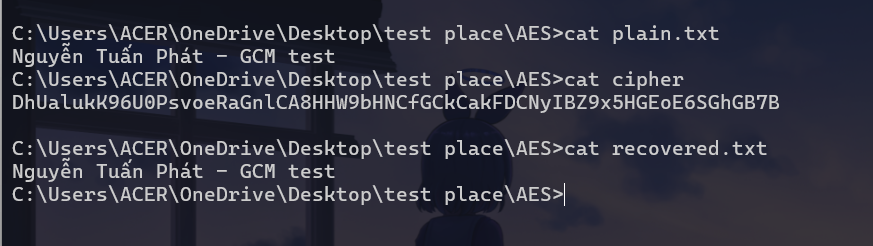 C:\Users\ACER\OneDrive\Desktop\test place\AES>cat plain.txt
Nguyễn Tuấn Phát - GCM test
C:\Users\ACER\OneDrive\Desktop\test place\AES>cat cipher
DhUalukK96U0PsvoeRaGnlCA8HHW9bHNCfGCkCakFDCNyIBZ9x5HGEoE6SGhGB7B
C:\Users\ACER\OneDrive\Desktop\test place\AES>cat recovered.txt
Nguyễn Tuấn Phát - GCM test
C:\Users\ACER\OneDrive\Desktop\test place\AES>